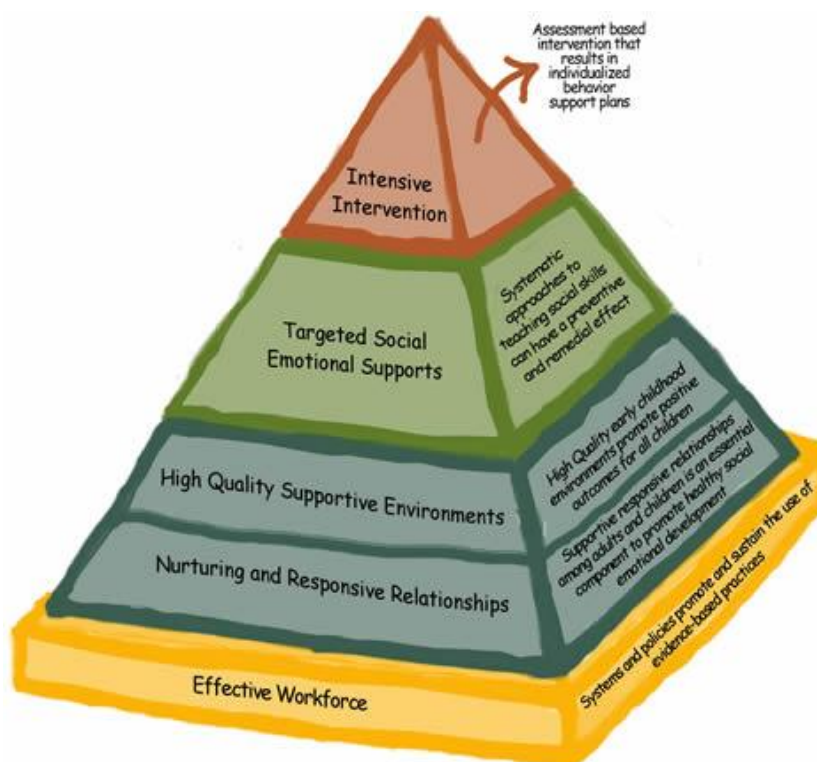 Assessment based
intervention that
results in
individualized
behavior
support plans
Intensive
Intervention
Systematic
approaches to
teaching social skills
can have a preventive
and remedial effect
Targeted Social
Emotional Supports
High Quality early childhood
environments promote positive
outcomes for all children
High Quality Supportive Environments
Supportive responsive relationships
among adults and children is an essential
component to promote healthy social
emotional development
Nurturing and Responsive Relationships
Systems and policies promote and sustain the use of
evidence-based practices
Effective Workforce